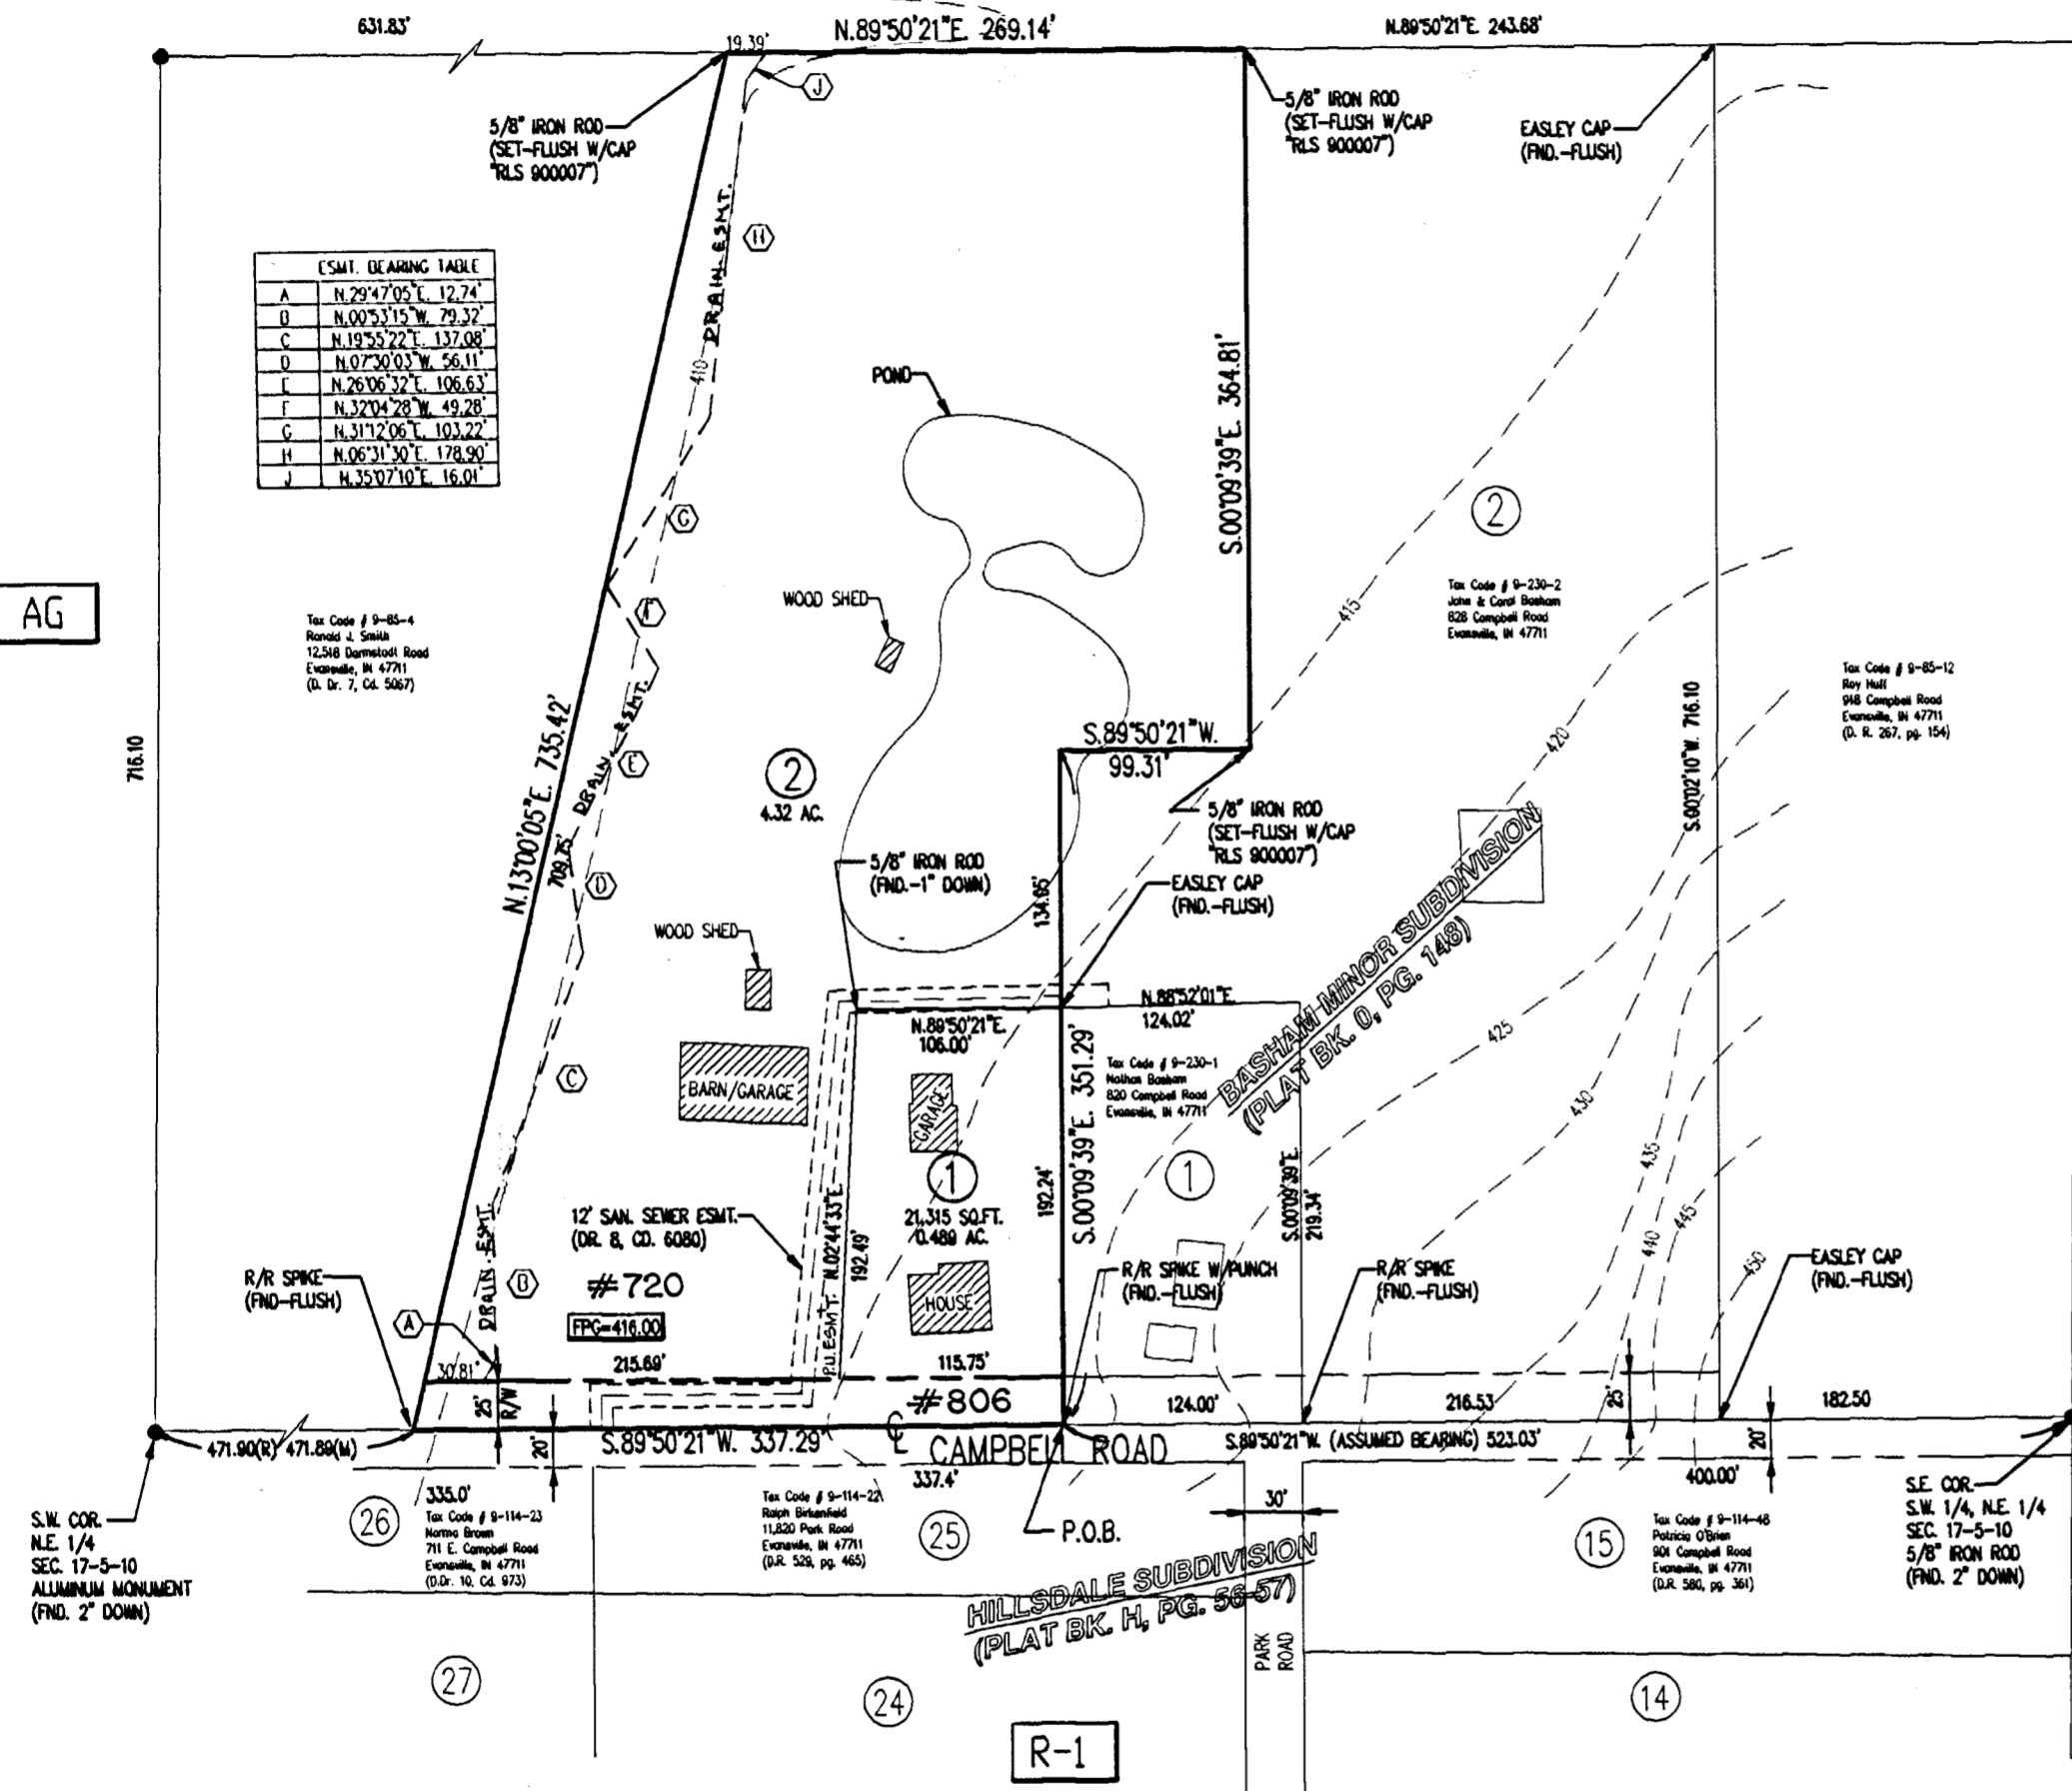 631.83'
19.39'
N.89°50'21"E. 269.14'
N.89°50'21"E. 243.68'
J
5/8" IRON ROD
(SET-FLUSH W/CAP
"RLS 900007")
5/8" IRON ROD
(SET-FLUSH W/CAP
"RLS 900007")
EASLEY CAP
(FND.-FLUSH)
DRAIN. ESMT.
H
ESMT. BEARING TABLE
A N.29°47'05"E. 12.74'
B N.00°53'15"W. 79.32'
C N.19°55'22"E. 137.08'
D N.07°30'03"W. 56.11'
E N.26°06'32"E. 106.63'
F N.32°04'28"W. 49.28'
G N.31°12'06"E. 103.22'
H N.06°31'30"E. 178.90'
J N.35°07'10"E. 16.01'
410
POND
S.00°09'39"E. 364.81'
2
G
AG
WOOD SHED
F
415
Tax Code # 9-85-4
Ronald J. Smith
12,518 Darmstadt Road
Evansville, IN 47711
(D. Dr. 7, Cd. 5067)
Tax Code # 9-230-2
John & Carol Basham
828 Campbell Road
Evansville, IN 47711
Tax Code # 9-85-12
Roy Huff
918 Campbell Road
Evansville, IN 47711
(D. R. 267, pg. 154)
716.10
N.13°00'05"E. 735.42'
709.75'
DRAIN. ESMT.
E
S.89°50'21"W.
99.31'
420
S.00°02'10"W. 716.10
2
4.32 AC.
5/8" IRON ROD
(SET-FLUSH W/CAP
"RLS 900007")
5/8" IRON ROD
(FND.-1" DOWN)
EASLEY CAP
(FND.-FLUSH)
134.65'
D
WOOD SHED
BASHAM MINOR SUBDIVISION
(PLAT BK. O, PG. 148)
N.88°52'01"E.
124.02'
N.89°50'21"E.
106.00'
425
C
BARN/GARAGE
GARAGE
S.00°09'39"E. 351.29'
Tax Code # 9-230-1
Nathan Basham
820 Campbell Road
Evansville, IN 47711
430
435
1
21,315 SQ.FT.
0.489 AC.
192.24'
1
S.00°09'39"E.
219.34'
445
440
450
12' SAN. SEWER ESMT.
(DR. 8, CD. 6080)
P.U.ESMT. N.02°44'33"E.
192.49'
DRAIN. ESMT.
B
#720
FPG=416.00
HOUSE
R/R SPIKE
(FND-FLUSH)
R/R SPIKE W/PUNCH
(FND.-FLUSH)
R/R SPIKE
(FND.-FLUSH)
EASLEY CAP
(FND.-FLUSH)
A
30.81'
215.69'
115.75'
25'
R/W
#806
124.00'
216.53
25'
182.50
471.90(R) 471.89(M)
20'
S.89°50'21"W. 337.29'
CAMPBELL ROAD
S.89°50'21"W. (ASSUMED BEARING) 523.03'
20'
337.4'
400.00'
335.0'
S.W. COR.
N.E. 1/4
SEC. 17-5-10
ALUMINUM MONUMENT
(FND. 2" DOWN)
26
Tax Code # 9-114-23
Norma Brown
711 E. Campbell Road
Evansville, IN 47711
(D.Dr. 10, Cd. 973)
Tax Code # 9-114-22
Ralph Birkenfeld
11,820 Park Road
Evansville, IN 47711
(D.R. 529, pg. 465)
25
P.O.B.
30'
15
Tax Code # 9-114-48
Patricia O'Brien
901 Campbell Road
Evansville, IN 47711
(D.R. 580, pg. 361)
S.E. COR.
S.W. 1/4, N.E. 1/4
SEC. 17-5-10
5/8" IRON ROD
(FND. 2" DOWN)
HILLSDALE SUBDIVISION
(PLAT BK. H, PG. 56-57)
PARK
ROAD
27
24
14
R-1